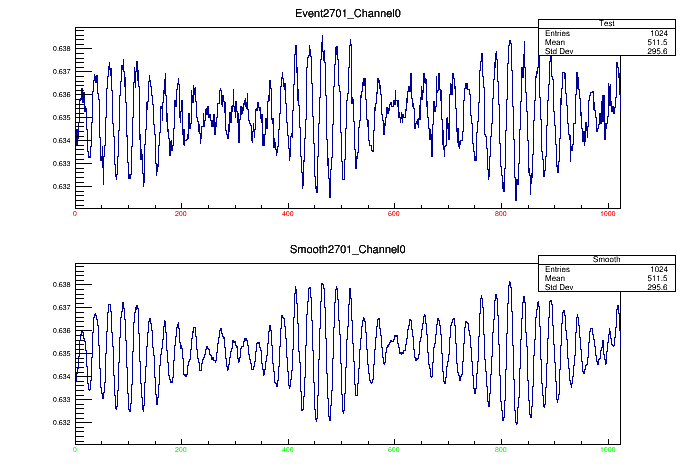 Event2701_Channel0
Test
Entries 1024
Mean 511.5
Std Dev 295.6
0.638
0.637
0.636
0.635
0.634
0.633
0.632
0 200 400 600 800 1000
Smooth2701_Channel0
Smooth
Entries 1024
Mean 511.5
Std Dev 295.6
0.638
0.637
0.636
0.635
0.634
0.633
0.632
0 200 400 600 800 1000